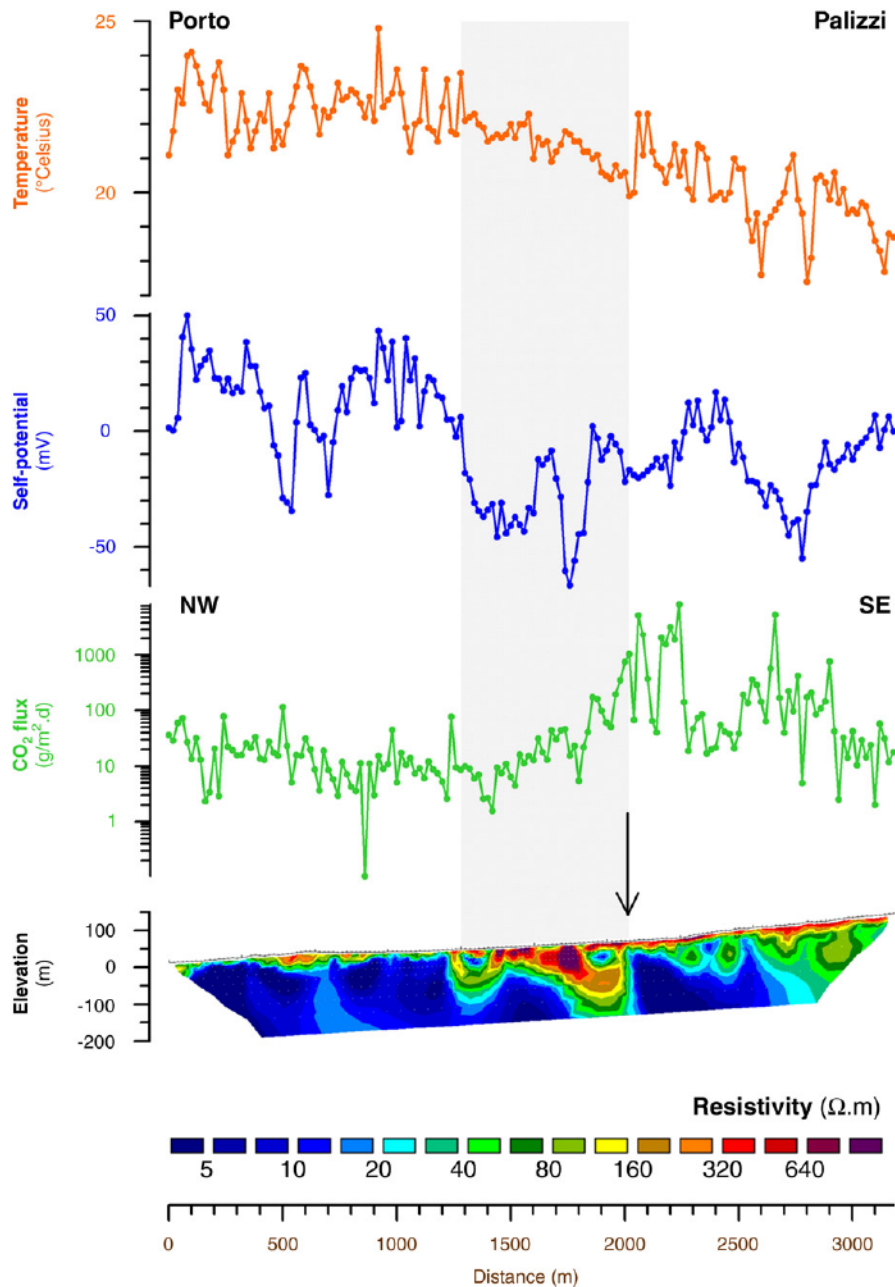 Porto Palizzi
25
20
Temperature
(°Celsius)
50
0
-50
Self-potential
(mV)
NW SE
1000
100
10
1
CO₂ flux
(g/m².d)
100
0
-100
-200
Elevation
(m)
Resistivity (Ω.m)
5 10 20 40 80 160 320 640
0 500 1000 1500 2000 2500 3000
Distance (m)